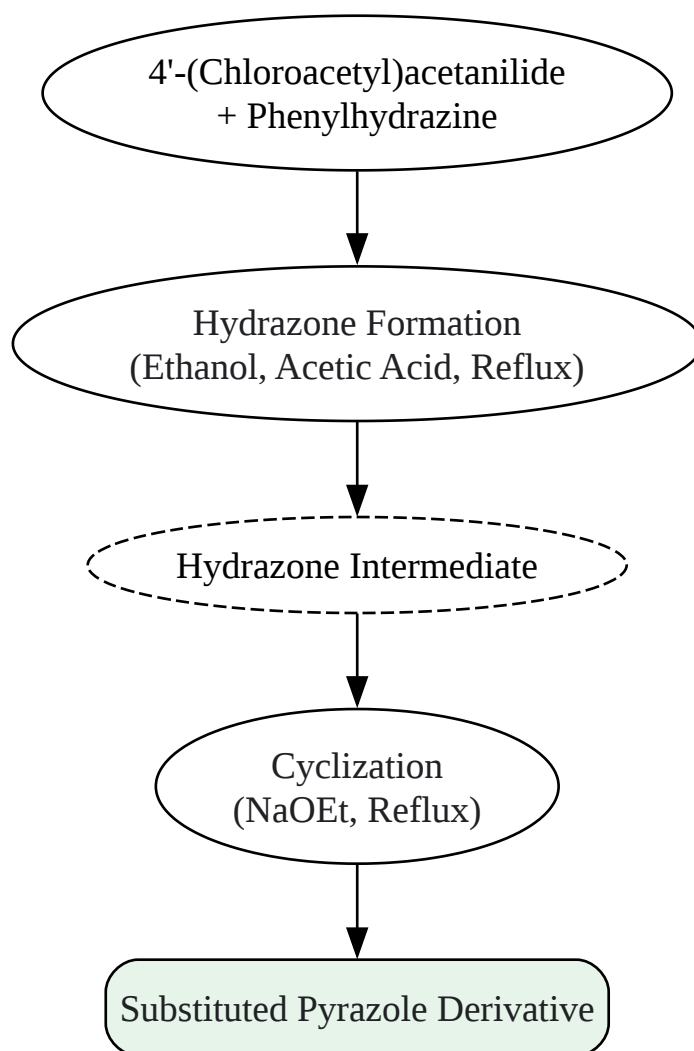 4'-(Chloroacetyl)acetanilide
+ Phenylhydrazine
Hydrazone Formation
(Ethanol, Acetic Acid, Reflux)
Hydrazone Intermediate
Cyclization
(NaOEt, Reflux)
Substituted Pyrazole Derivative